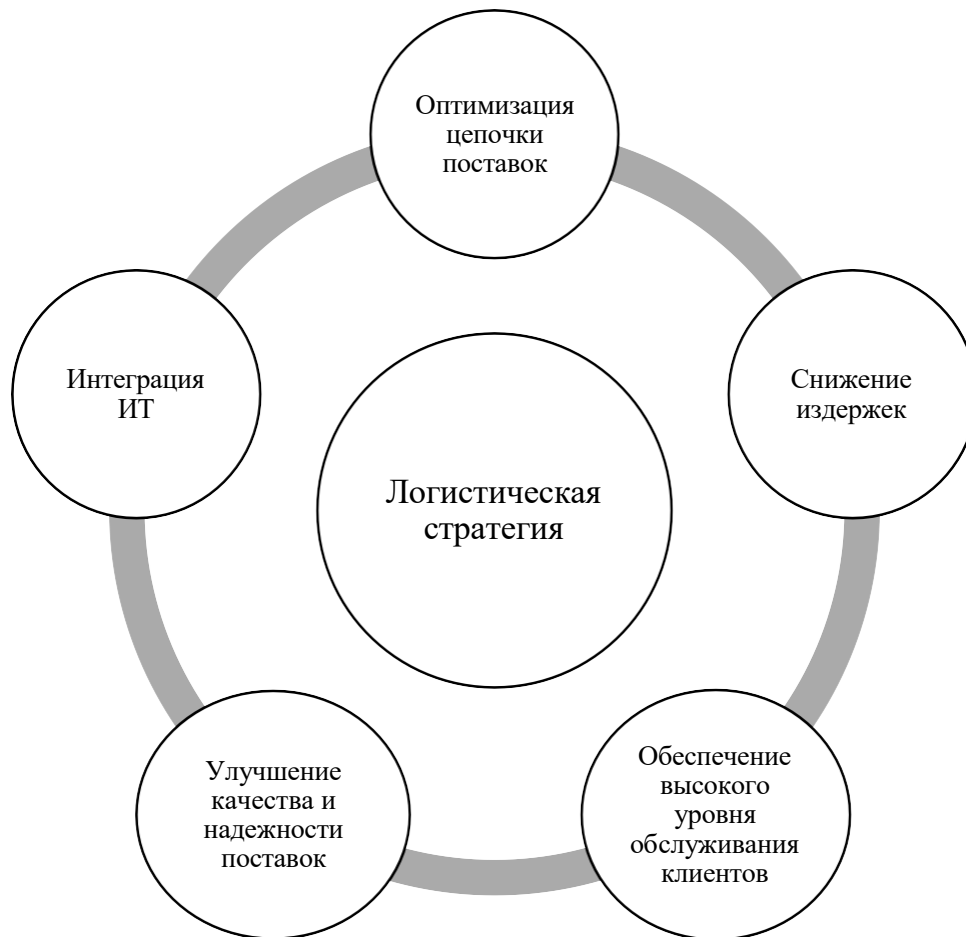 Оптимизация
цепочки
поставок
Интеграция
ИТ
Снижение
издержек
Логистическая
стратегия
Улучшение
качества и
надежности
поставок
Обеспечение
высокого
уровня
обслуживания
клиентов